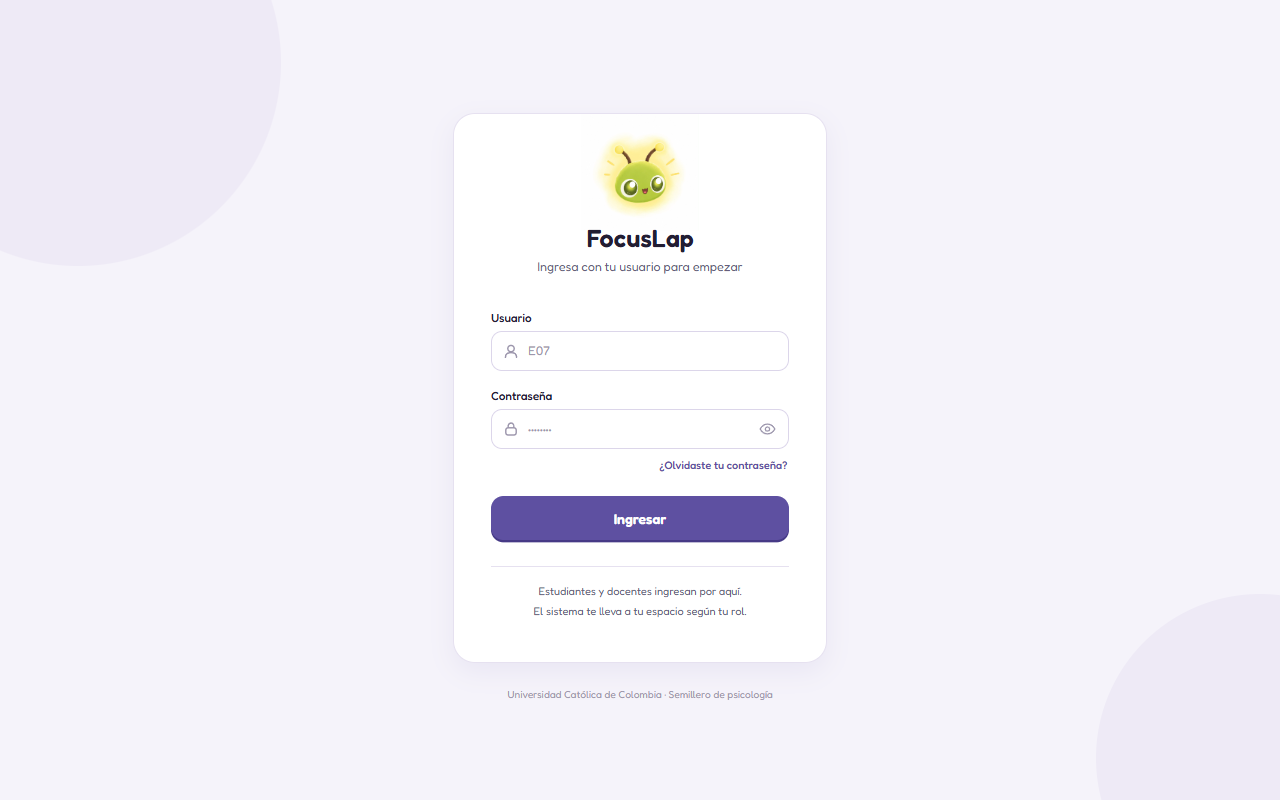 FocusLap
Ingresa con tu usuario para empezar
Usuario
E07
Contraseña
••••••••
¿Olvidaste tu contraseña?
Ingresar
Estudiantes y docentes ingresan por aquí.
El sistema te lleva a tu espacio según tu rol.
Universidad Católica de Colombia · Semillero de psicología